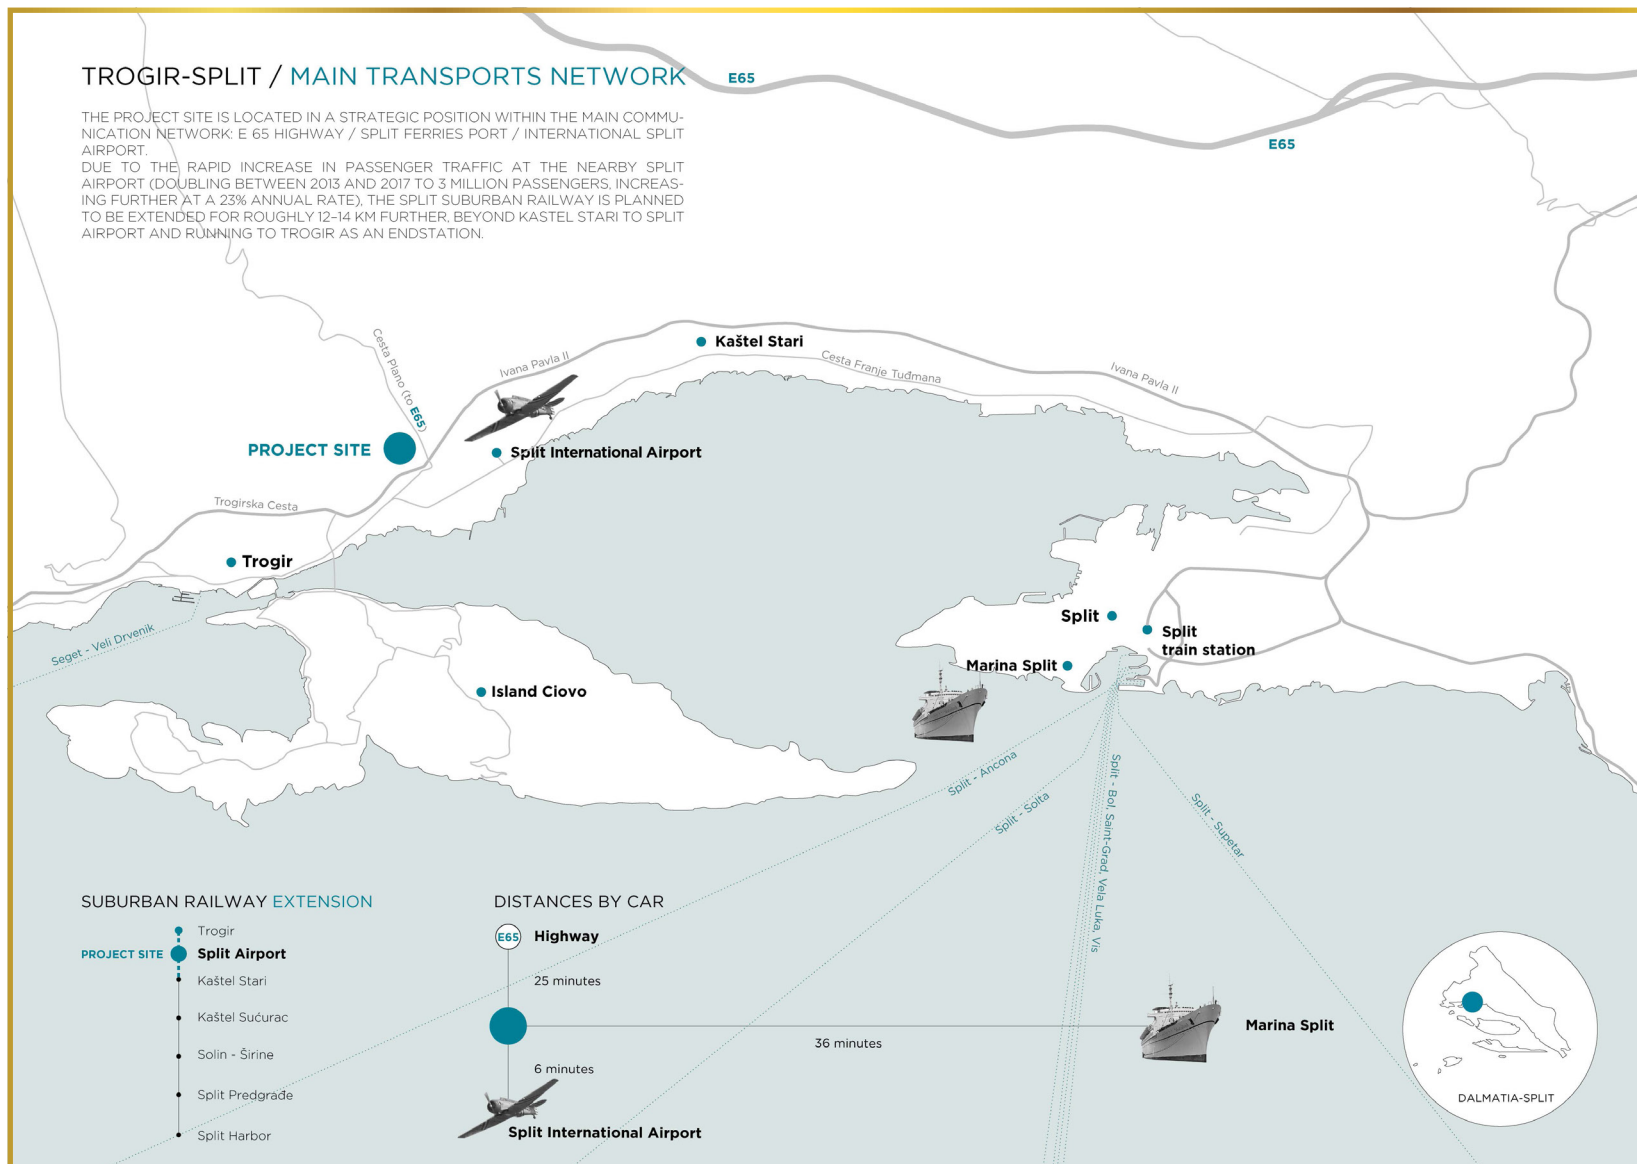 TROGIR-SPLIT / MAIN TRANSPORTS NETWORK
THE PROJECT SITE IS LOCATED IN A STRATEGIC POSITION WITHIN THE MAIN COMMU-
NICATION NETWORK: E 65 HIGHWAY / SPLIT FERRIES PORT / INTERNATIONAL SPLIT
AIRPORT.
DUE TO THE RAPID INCREASE IN PASSENGER TRAFFIC AT THE NEARBY SPLIT
AIRPORT (DOUBLING BETWEEN 2013 AND 2017 TO 3 MILLION PASSENGERS, INCREAS-
ING FURTHER AT A 23% ANNUAL RATE), THE SPLIT SUBURBAN RAILWAY IS PLANNED
TO BE EXTENDED FOR ROUGHLY 12-14 KM FURTHER, BEYOND KASTEL STARI TO SPLIT
AIRPORT AND RUNNING TO TROGIR AS AN ENDSTATION.
E65
E65
Cesta Plano (to E65)
Ivana Pavla II
Kaštel Stari
Cesta Franje Tuđmana
Ivana Pavla II
PROJECT SITE
Split International Airport
Trogirska Cesta
Trogir
Seget - Veli Drvenik
Island Ciovo
Split
Split
train station
Marina Split
Split - Ancona
Split - Solta
Split - Bol, Saint-Grad, Vela Luka, Vis
Split - Supetar
SUBURBAN RAILWAY EXTENSION
Trogir
PROJECT SITE
Split Airport
Kaštel Stari
Kaštel Sućurac
Solin - Širine
Split Predgrađe
Split Harbor
DISTANCES BY CAR
E65
Highway
25 minutes
36 minutes
Marina Split
6 minutes
Split International Airport
DALMATIA-SPLIT